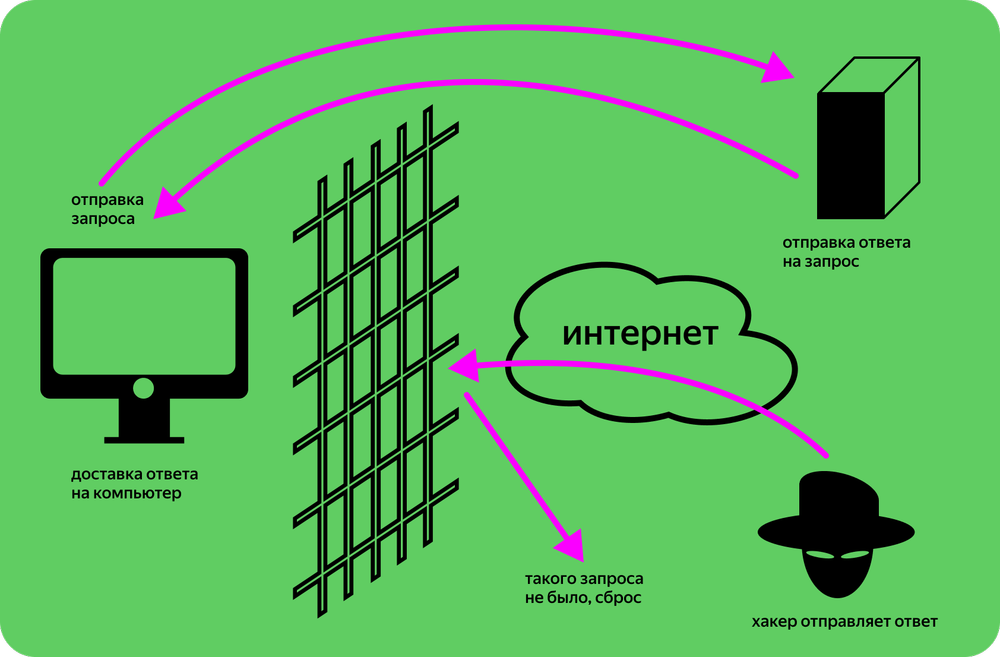 отправка
запроса
отправка ответа
на запрос
интернет
доставка ответа
на компьютер
такого запроса
не было, сброс
хакер отправляет ответ